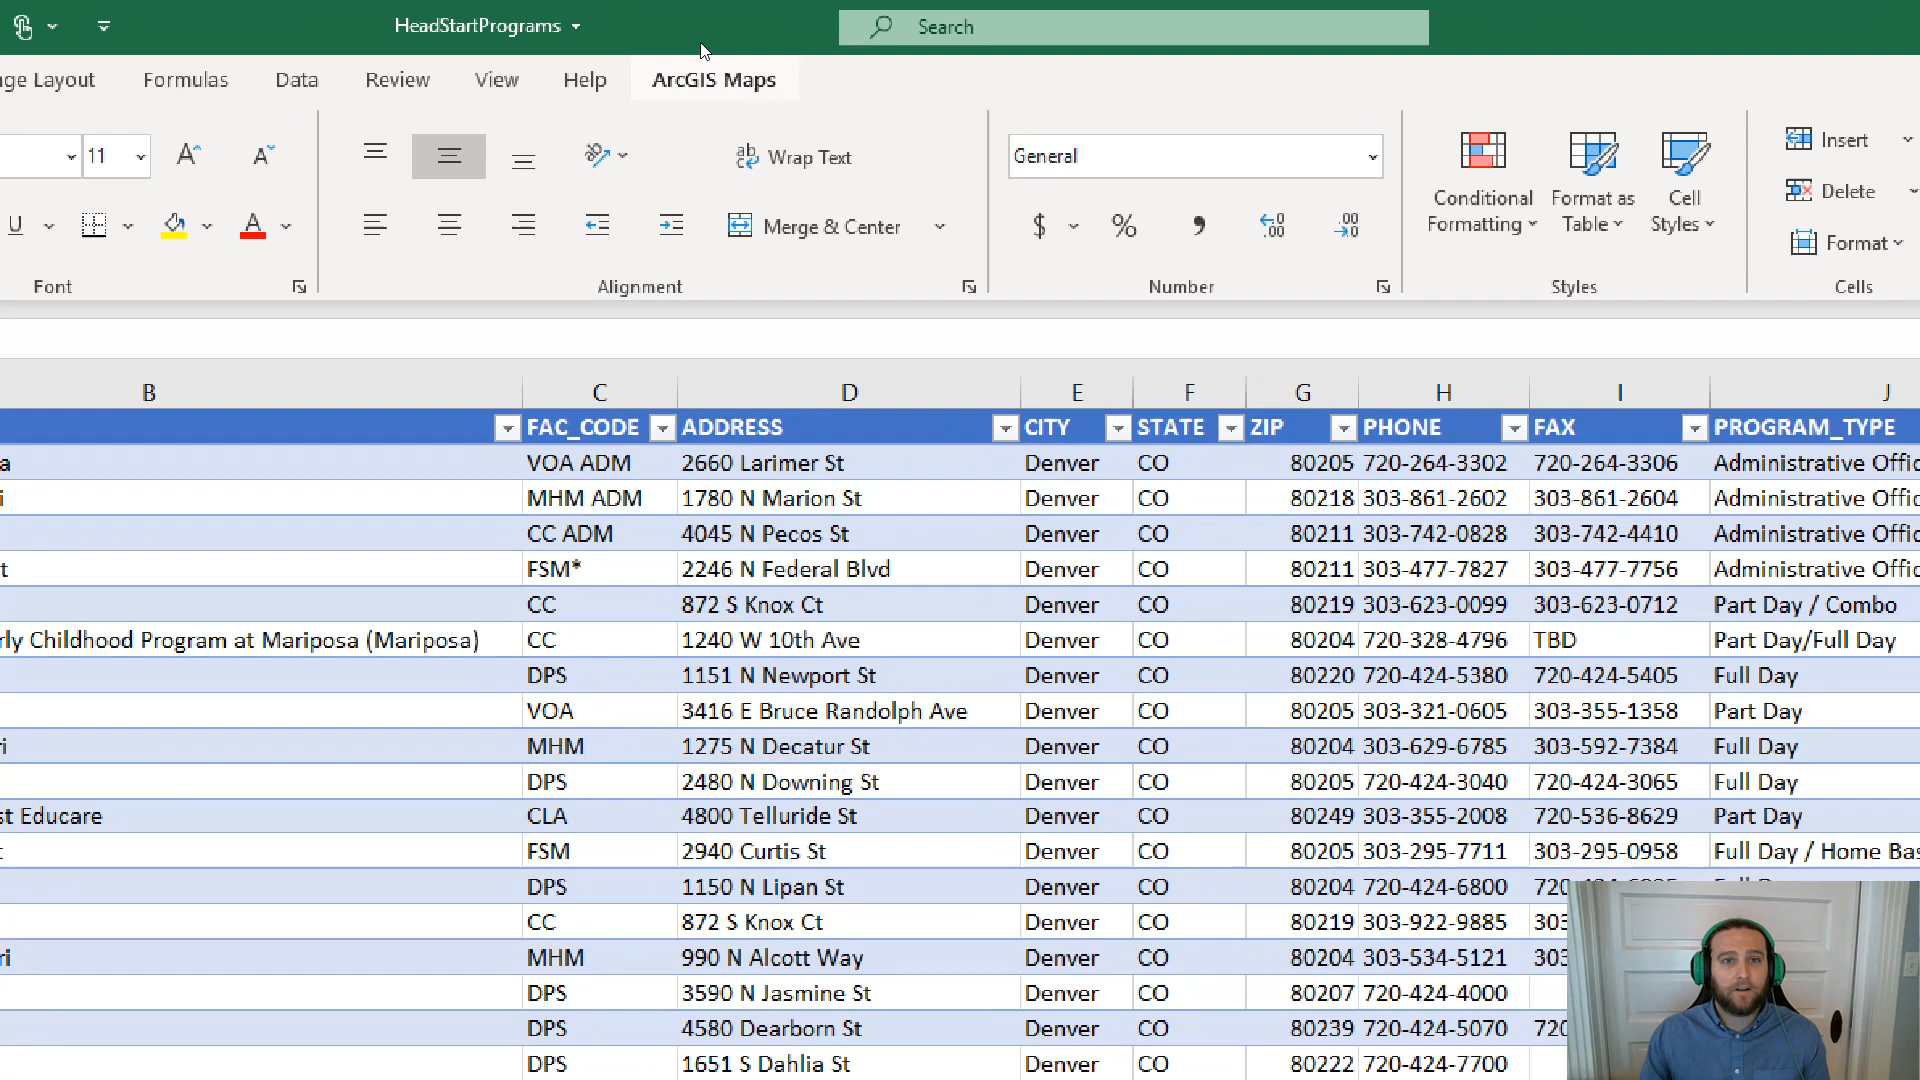 HeadStartPrograms
Search
ge Layout Formulas Data Review View Help ArcGIS Maps
11 Wrap Text General
Conditional Formatting
Format as Table
Cell Styles
Insert
Delete
Format
U A Merge & Center $ % 9 .00 .00
Font Alignment Number Styles Cells
B C D E F G H I J
FAC_CODE ADDRESS CITY STATE ZIP PHONE FAX PROGRAM_TYPE
a VOA ADM 2660 Larimer St Denver CO 80205 720-264-3302 720-264-3306 Administrative Offic
i MHM ADM 1780 N Marion St Denver CO 80218 303-861-2602 303-861-2604 Administrative Offic
CC ADM 4045 N Pecos St Denver CO 80211 303-742-0828 303-742-4410 Administrative Offic
t FSM* 2246 N Federal Blvd Denver CO 80211 303-477-7827 303-477-7756 Administrative Offic
CC 872 S Knox Ct Denver CO 80219 303-623-0099 303-623-0712 Part Day / Combo
rly Childhood Program at Mariposa (Mariposa) CC 1240 W 10th Ave Denver CO 80204 720-328-4796 TBD Part Day/Full Day
DPS 1151 N Newport St Denver CO 80220 720-424-5380 720-424-5405 Full Day
VOA 3416 E Bruce Randolph Ave Denver CO 80205 303-321-0605 303-355-1358 Part Day
ri MHM 1275 N Decatur St Denver CO 80204 303-629-6785 303-592-7384 Full Day
DPS 2480 N Downing St Denver CO 80205 720-424-3040 720-424-3065 Full Day
st Educare CLA 4800 Telluride St Denver CO 80249 303-355-2008 720-536-8629 Part Day
t FSM 2940 Curtis St Denver CO 80205 303-295-7711 303-295-0958 Full Day / Home Bas
DPS 1150 N Lipan St Denver CO 80204 720-424-6800 720
CC 872 S Knox Ct Denver CO 80219 303-922-9885 303
ri MHM 990 N Alcott Way Denver CO 80204 303-534-5121 303
DPS 3590 N Jasmine St Denver CO 80207 720-424-4000
DPS 4580 Dearborn St Denver CO 80239 720-424-5070 720
DPS 1651 S Dahlia St Denver CO 80222 720-424-7700